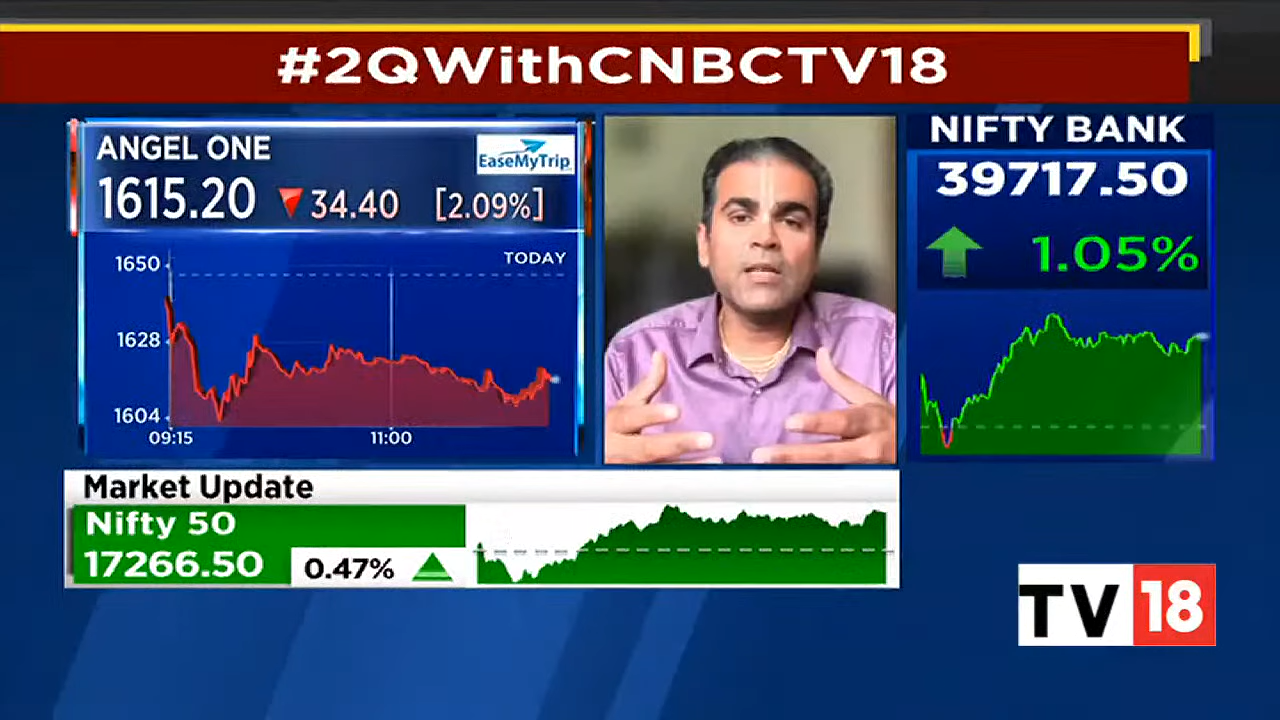 #2QWithCNBCTV18
ANGEL ONE
EaseMyTrip
1615.20 ▼ 34.40 [2.09%]
TODAY
1650
1628
1604
09:15 11:00
NIFTY BANK
39717.50
1.05%
Market Update
Nifty 50
17266.50 0.47%
TV18